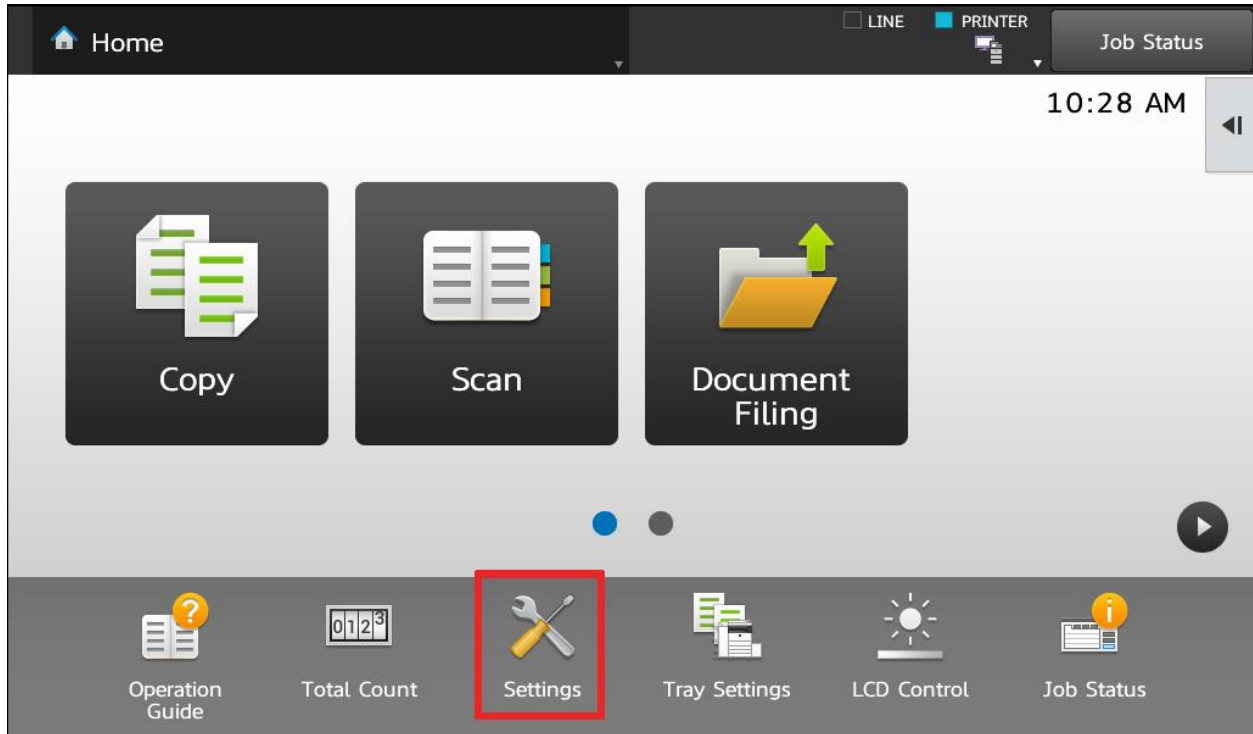 Home
LINE
PRINTER
Job Status
10:28 AM
Copy
Scan
Document
Filing
0123
Operation
Guide
Total Count
Settings
Tray Settings
LCD Control
Job Status